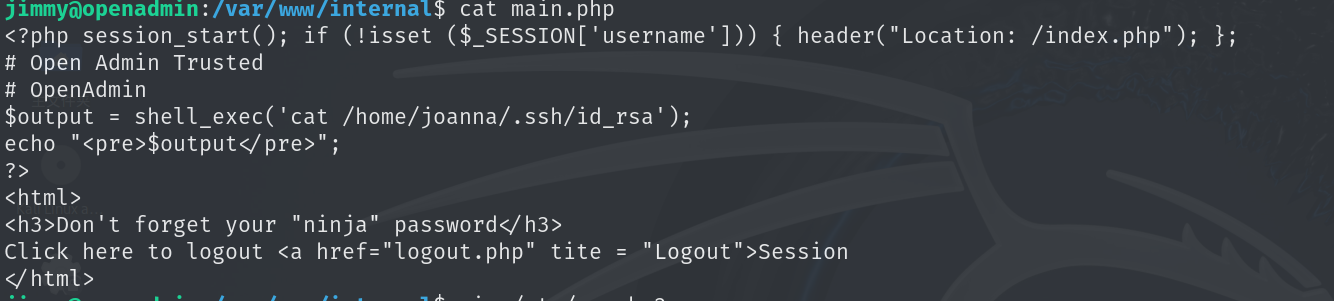 jimmy@openadmin:/var/www/internal$ cat main.php
<?php session_start(); if (!isset ($_SESSION['username'])) { header("Location: /index.php"); };
# Open Admin Trusted
# OpenAdmin
$output = shell_exec('cat /home/joanna/.ssh/id_rsa');
echo "<pre>$output</pre>";
?>
<html>
<h3>Don't forget your "ninja" password</h3>
Click here to logout <a href="logout.php" tite = "Logout">Session
</html>